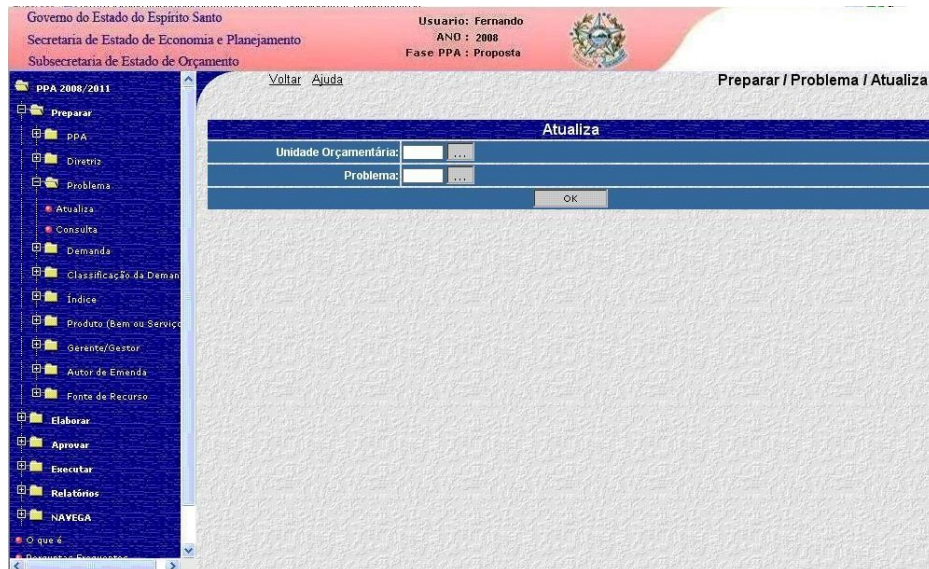 Governo do Estado do Espírito Santo
Secretaria de Estado de Economia e Planejamento
Subsecretaria de Estado de Orçamento
Usuario: Fernando
ANO : 2008
Fase PPA : Proposta
Voltar Ajuda
Preparar / Problema / Atualiza
PPA 2008/2011
Preparar
PPA
Diretriz
Problema
Atualiza
Consulta
Demanda
Classificação da Deman
Índice
Produto (Bem ou Serviço
Gerente/Gestor
Autor de Emenda
Fonte de Recurso
Elaborar
Aprovar
Executar
Relatórios
NAVEGA
O que é
Perguntas Frequentes
Atualiza
Unidade Orçamentária: ...
Problema: ...
OK